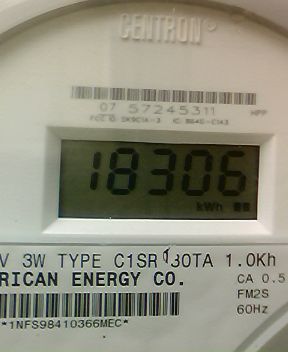 CENTRON
07 57245311 HPP
18306
kWh
V 3W TYPE C1SR 30TA 1.0Kh
RICAN ENERGY CO. CA 0.5
FM2S
60Hz
*1NFS98410366MEC*